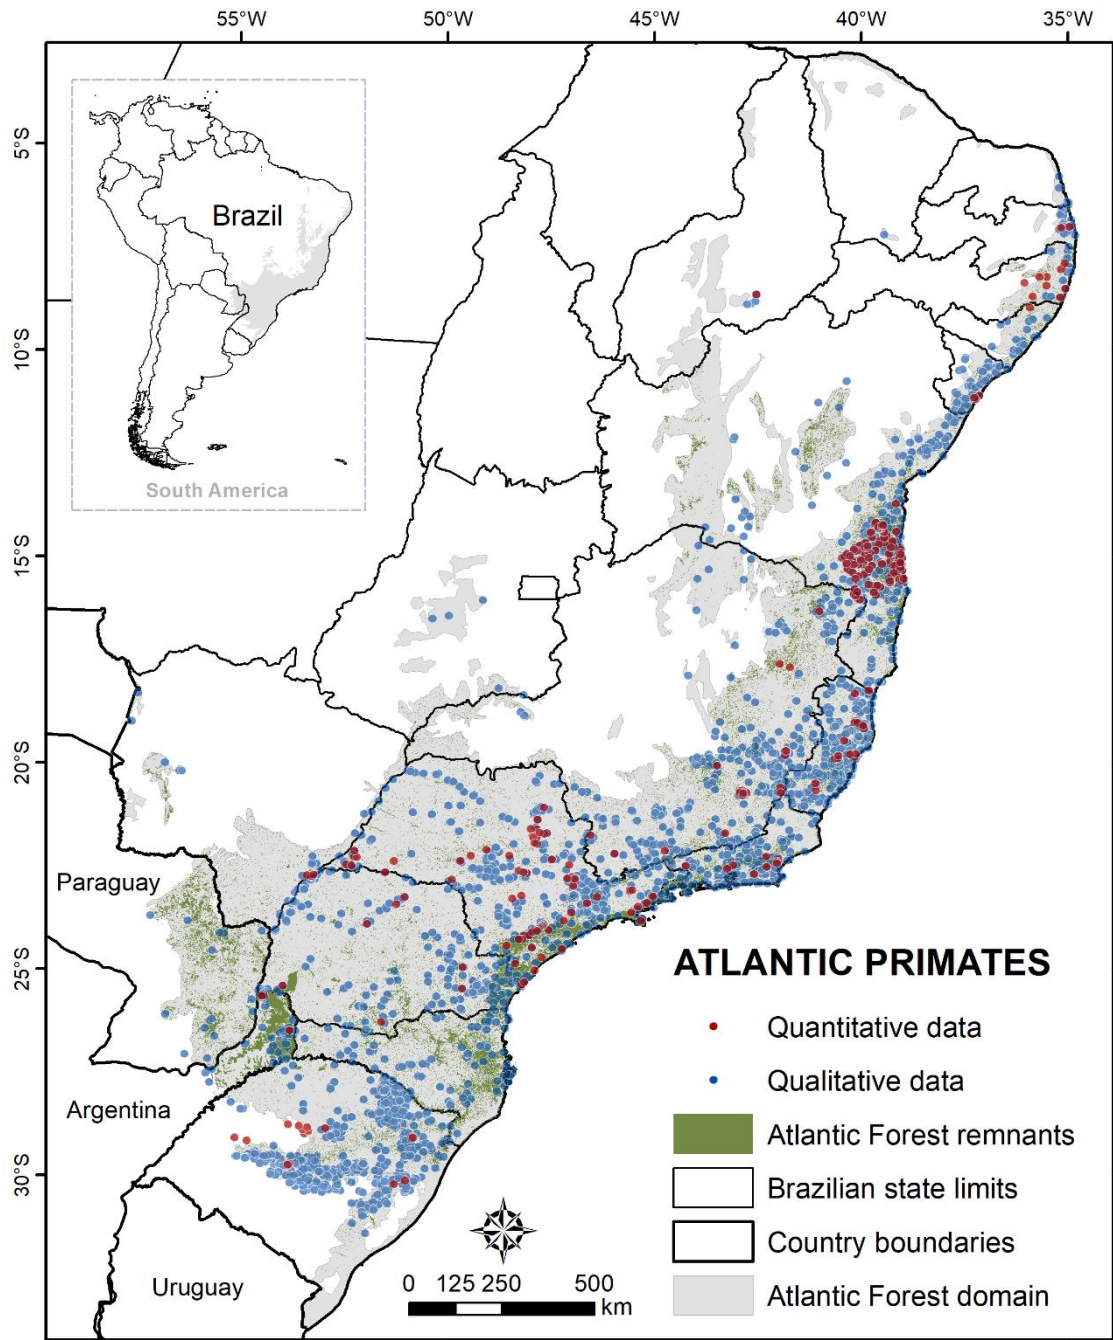 55°W 50°W 45°W 40°W 35°W
5°S
10°S
15°S
20°S
25°S
30°S
Brazil
South America
Paraguay
Argentina
Uruguay
ATLANTIC PRIMATES
Quantitative data
Qualitative data
Atlantic Forest remnants
Brazilian state limits
Country boundaries
Atlantic Forest domain
0 125 250 500
km